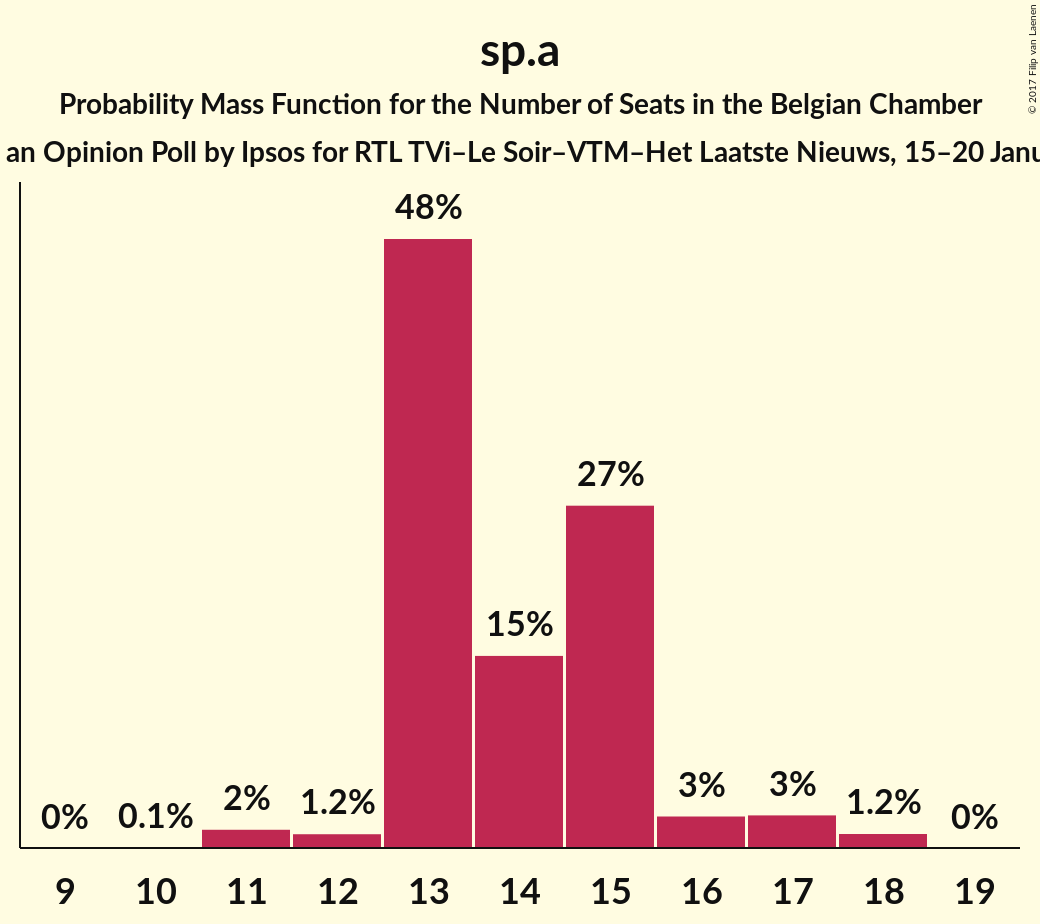 sp.a
Probability Mass Function for the Number of Seats in the Belgian Chamber
an Opinion Poll by Ipsos for RTL TVi–Le Soir–VTM–Het Laatste Nieuws, 15–20 Janu
© 2017 Filip van Laenen
48%
27%
15%
0%
0.1%
2%
1.2%
3%
3%
1.2%
0%
9 10 11 12 13 14 15 16 17 18 19